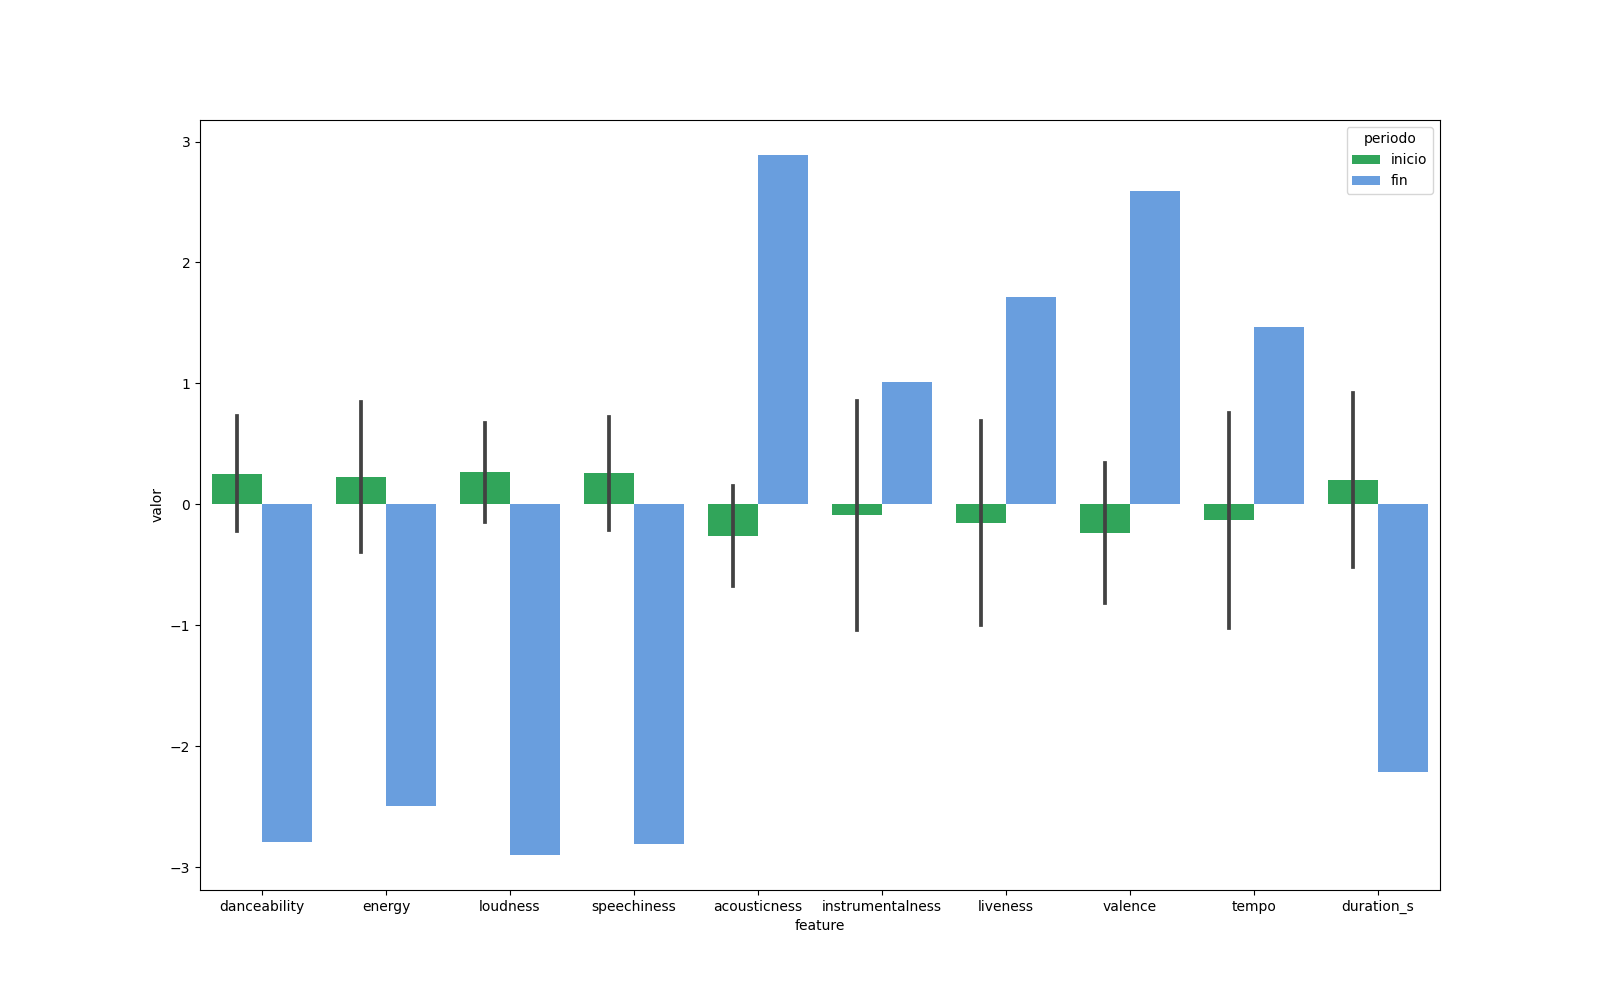 periodo
inicio
fin
3
2
1
0
−1
−2
−3
valor
danceability energy loudness speechiness acousticness instrumentalness liveness valence tempo duration_s
feature